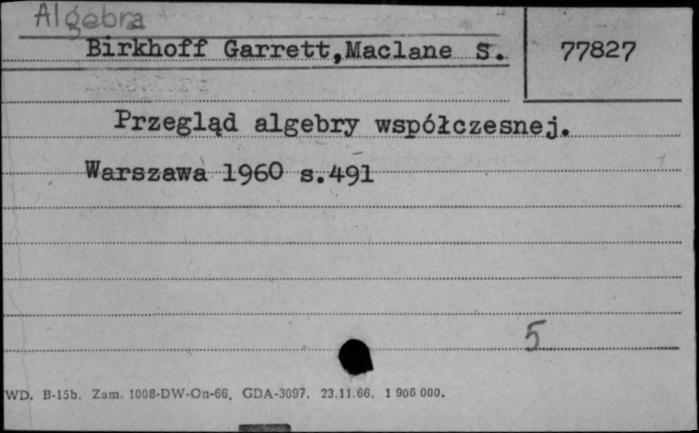 Algebra
Birkhoff Garrett,Maclane S.
77827
Przegląd algebry współczesnej.
Warszawa 1960 s.491
5
WD. B-15b. Zam. 1008-DW-On-66. GDA-3097. 23.11.66. 1 906 000.